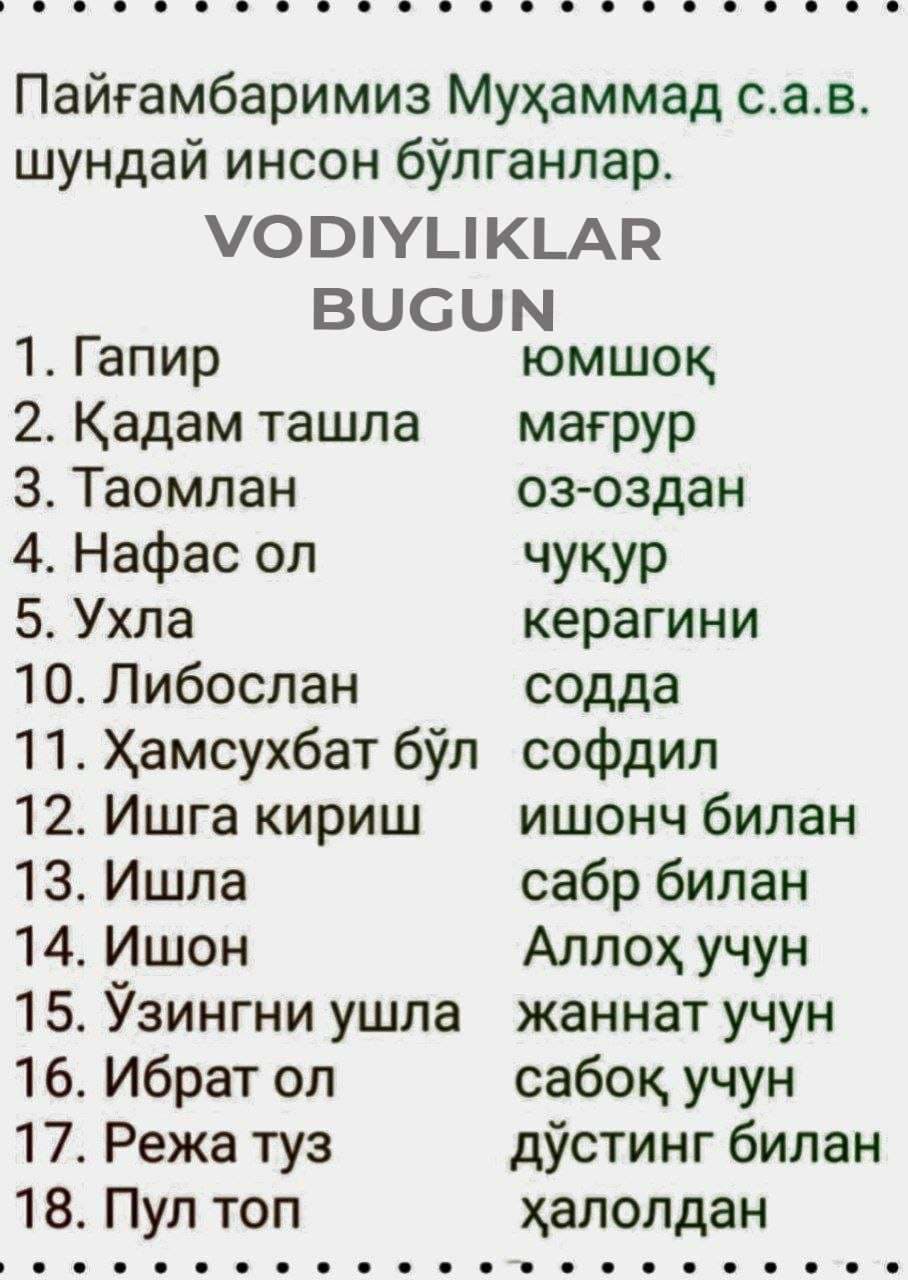 Пайғамбаримиз Муҳаммад с.а.в.
шундай инсон бўлганлар.
VODIYLIKLAR
BUGUN
1. Гапир юмшоқ
2. Қадам ташла мағрур
3. Таомлан оз-оздан
4. Нафас ол чуқур
5. Ухла керагини
10. Либослан содда
11. Ҳамсухбат бўл софдил
12. Ишга кириш ишонч билан
13. Ишла сабр билан
14. Ишон Аллоҳ учун
15. Ўзингни ушла жаннат учун
16. Ибрат ол сабоқ учун
17. Режа туз дўстинг билан
18. Пул топ ҳалолдан